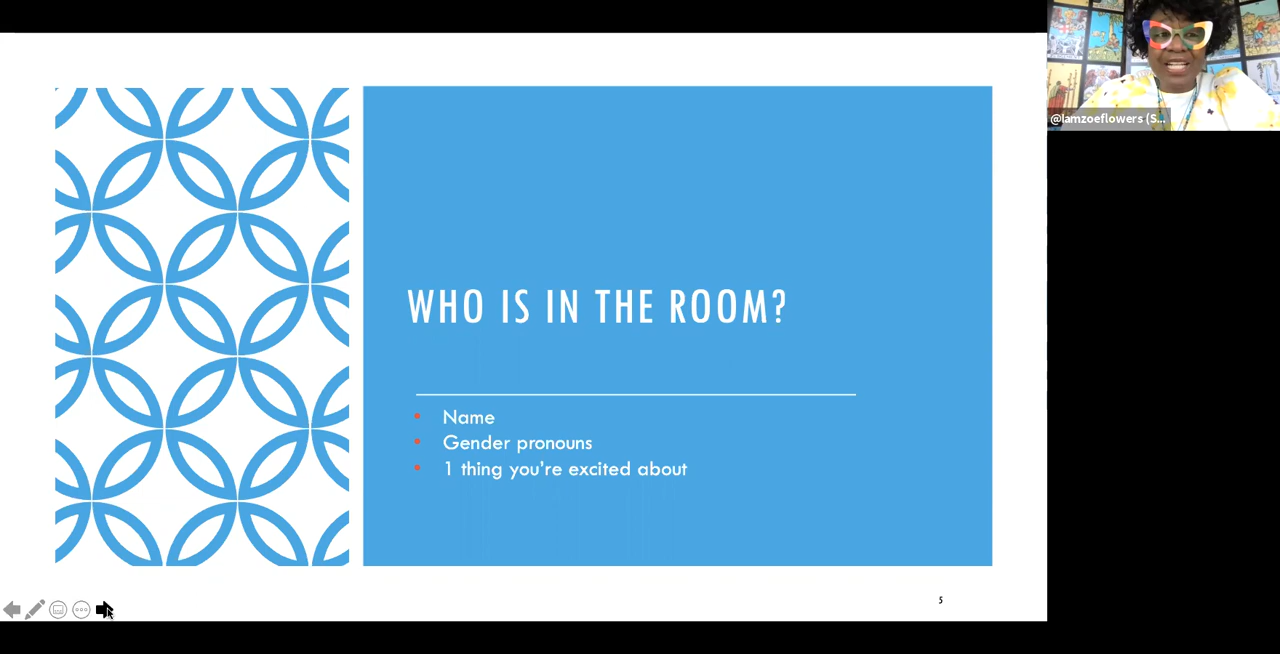 @Iamzoeflowers (S...
WHO IS IN THE ROOM?
Name
Gender pronouns
1 thing you're excited about
5